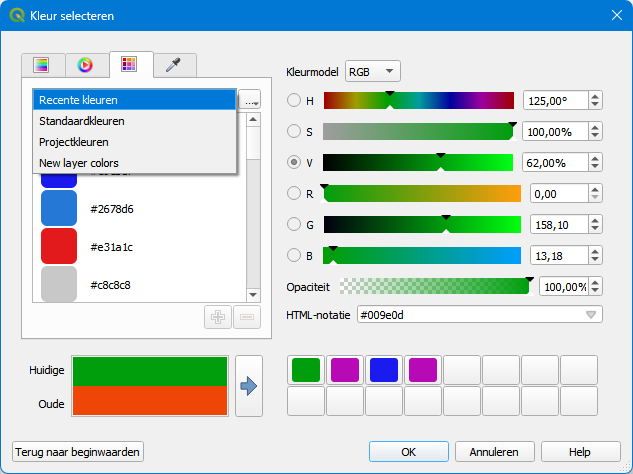 Kleur selecteren
Kleurmodel RGB
Recente kleuren
...
Standaardkleuren
Projectkleuren
New layer colors
#2678d6
#e31a1c
#c8c8c8
H 125,00°
S 100,00%
V 62,00%
R 0,00
G 158,10
B 13,18
Opaciteit 100,00%
HTML-notatie #009e0d
Huidige
Oude
Terug naar beginwaarden
OK
Annuleren
Help